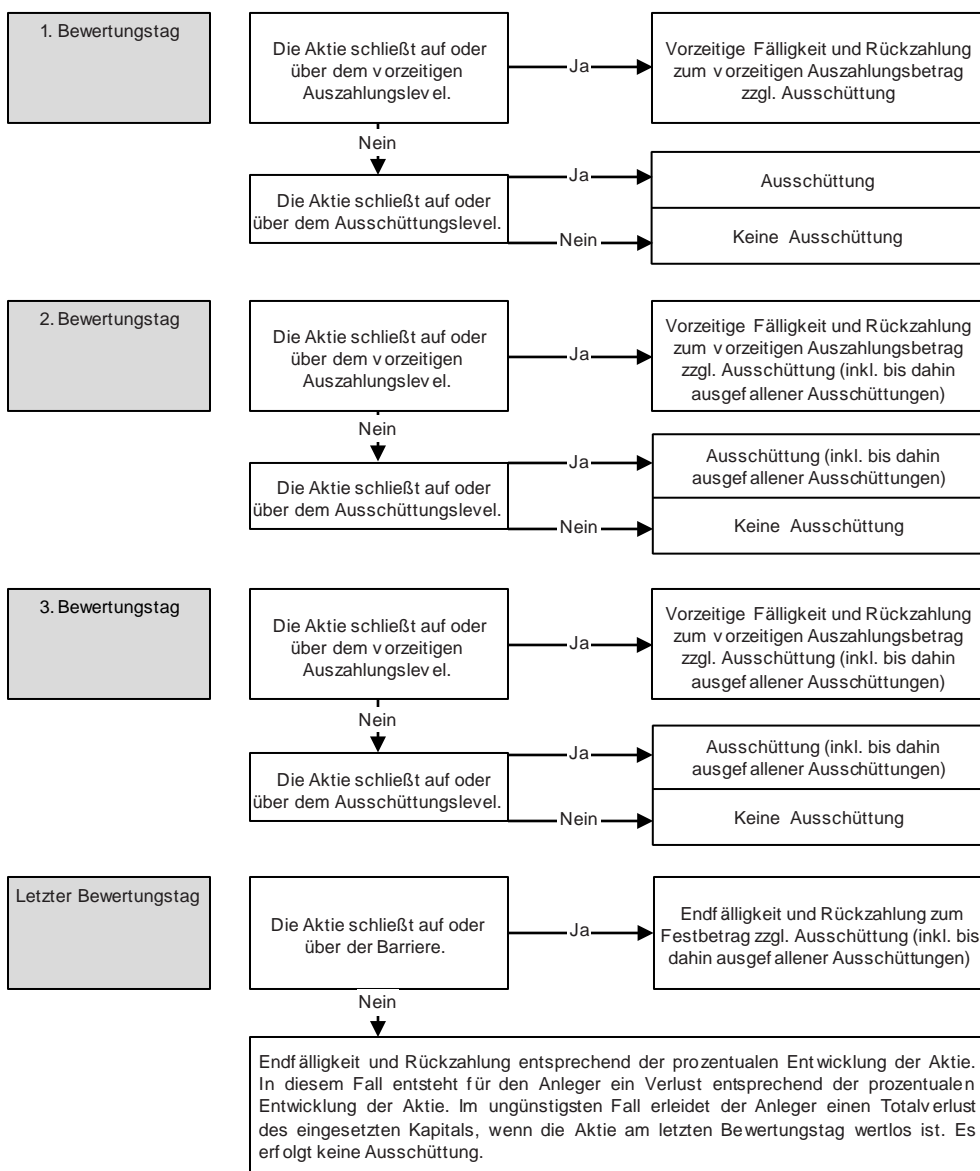 1. Bewertungstag
Die Aktie schließt auf oder
über dem vorzeitigen
Auszahlungslevel.
Ja
Vorzeitige Fälligkeit und Rückzahlung
zum vorzeitigen Auszahlungsbetrag
zzgl. Ausschüttung
Nein
Die Aktie schließt auf oder
über dem Ausschüttungslevel.
Ja
Ausschüttung
Nein
Keine Ausschüttung
2. Bewertungstag
Die Aktie schließt auf oder
über dem vorzeitigen
Auszahlungslevel.
Ja
Vorzeitige Fälligkeit und Rückzahlung
zum vorzeitigen Auszahlungsbetrag
zzgl. Ausschüttung (inkl. bis dahin
ausgefallener Ausschüttungen)
Nein
Die Aktie schließt auf oder
über dem Ausschüttungslevel.
Ja
Ausschüttung (inkl. bis dahin
ausgefallener Ausschüttungen)
Nein
Keine Ausschüttung
3. Bewertungstag
Die Aktie schließt auf oder
über dem vorzeitigen
Auszahlungslevel.
Ja
Vorzeitige Fälligkeit und Rückzahlung
zum vorzeitigen Auszahlungsbetrag
zzgl. Ausschüttung (inkl. bis dahin
ausgefallener Ausschüttungen)
Nein
Die Aktie schließt auf oder
über dem Ausschüttungslevel.
Ja
Ausschüttung (inkl. bis dahin
ausgefallener Ausschüttungen)
Nein
Keine Ausschüttung
Letzter Bewertungstag
Die Aktie schließt auf oder
über der Barriere.
Ja
Endfälligkeit und Rückzahlung zum
Festbetrag zzgl. Ausschüttung (inkl. bis
dahin ausgefallener Ausschüttungen)
Nein
Endfälligkeit und Rückzahlung entsprechend der prozentualen Entwicklung der Aktie.
In diesem Fall entsteht für den Anleger ein Verlust entsprechend der prozentualen
Entwicklung der Aktie. Im ungünstigsten Fall erleidet der Anleger einen Totalverlust
des eingesetzten Kapitals, wenn die Aktie am letzten Bewertungstag wertlos ist. Es
erfolgt keine Ausschüttung.